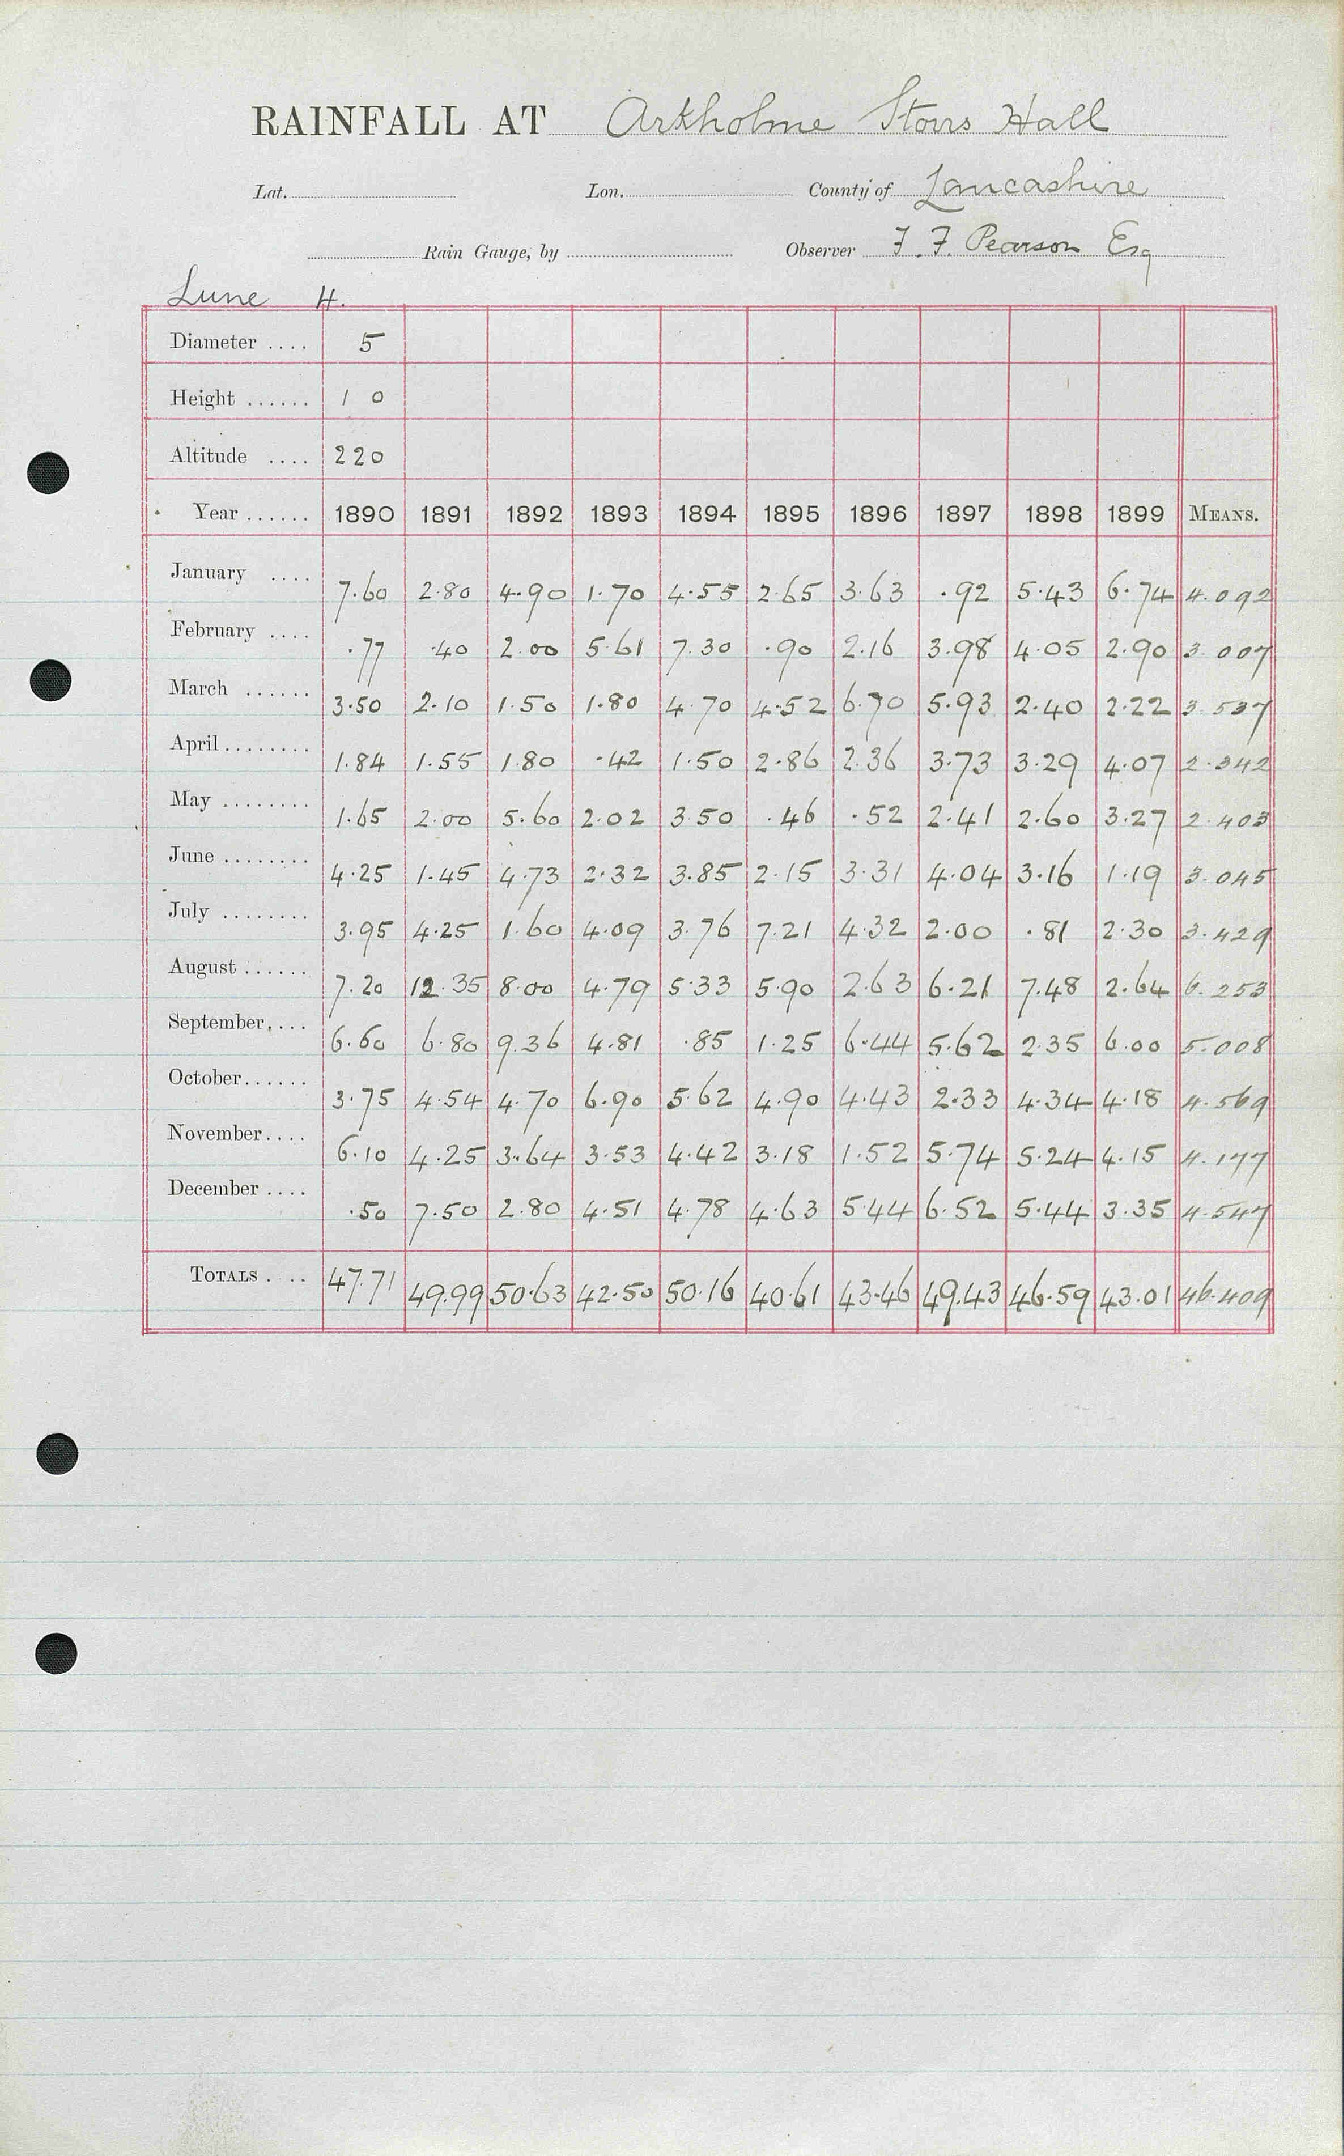 RAINFALL AT Arkholme Storrs Hall
Lat. Lon. County of Lancashire
Rain Gauge, by Observer F. F. Pearson Esq
Lune 4.
Diameter .... 5
Height ...... 1 0
Altitude .... 220
Year ...... 1890 1891 1892 1893 1894 1895 1896 1897 1898 1899 MEANS.
January .... 7.60 2.80 4.90 1.70 4.55 2.65 3.63 .92 5.43 6.74 4.092
February .... .77 .40 2.00 5.61 7.30 .90 2.16 3.98 4.05 2.90 3.007
March ...... 3.50 2.10 1.50 1.80 4.70 4.52 6.70 5.93 2.40 2.22 3.537
April ........ 1.84 1.55 1.80 .42 1.50 2.86 2.36 3.73 3.29 4.07 2.342
May ........ 1.65 2.00 5.60 2.02 3.50 .46 .52 2.41 2.60 3.27 2.403
June ........ 4.25 1.45 4.73 2.32 3.85 2.15 3.31 4.04 3.16 1.19 3.045
July ........ 3.95 4.25 1.60 4.09 3.76 7.21 4.32 2.00 .81 2.30 3.429
August ...... 7.20 12.35 8.00 4.79 5.33 5.90 2.63 6.21 7.48 2.64 6.253
September.... 6.60 6.80 9.36 4.81 .85 1.25 6.44 5.62 2.35 6.00 5.008
October...... 3.75 4.54 4.70 6.90 5.62 4.90 4.43 2.33 4.34 4.18 4.569
November.... 6.10 4.25 3.64 3.53 4.42 3.18 1.52 5.74 5.24 4.15 4.177
December .... .50 7.50 2.80 4.51 4.78 4.63 5.44 6.52 5.44 3.35 4.547
TOTALS . .. 47.71 49.99 50.63 42.50 50.16 40.61 43.46 49.43 46.59 43.01 46.409